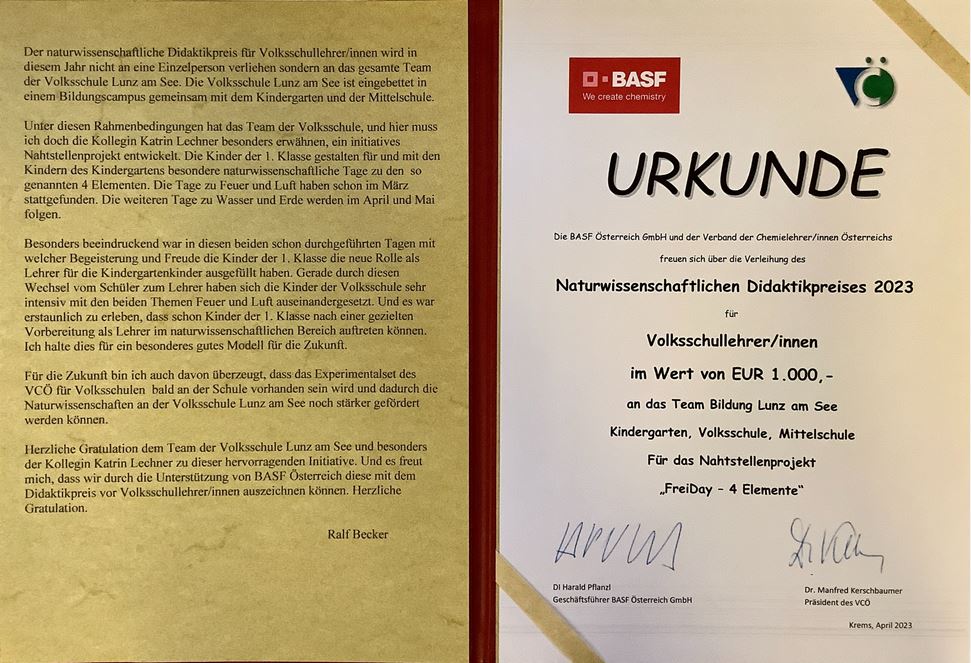 Der naturwissenschaftliche Didaktikpreis für Volksschullehrer/innen wird in
diesem Jahr nicht an eine Einzelperson verliehen sondern an das gesamte Team
der Volksschule Lunz am See. Die Volksschule Lunz am See ist eingebettet in
einem Bildungscampus gemeinsam mit dem Kindergarten und der Mittelschule.
Unter diesen Rahmenbedingungen hat das Team der Volksschule, und hier muss
ich doch die Kollegin Katrin Lechner besonders erwähnen, ein initiatives
Nahtstellenprojekt entwickelt. Die Kinder der 1. Klasse gestalten für und mit den
Kindern des Kindergartens besondere naturwissenschaftliche Tage zu den so
genannten 4 Elementen. Die Tage zu Feuer und Luft haben schon im März
stattgefunden. Die weiteren Tage zu Wasser und Erde werden im April und Mai
folgen.
Besonders beeindruckend war in diesen beiden schon durchgeführten Tagen mit
welcher Begeisterung und Freude die Kinder der 1. Klasse die neue Rolle als
Lehrer für die Kindergartenkinder ausgefüllt haben. Gerade durch diesen
Wechsel vom Schüler zum Lehrer haben sich die Kinder der Volksschule sehr
intensiv mit den beiden Themen Feuer und Luft auseinandergesetzt. Und es war
erstaunlich zu erleben, dass schon Kinder der 1. Klasse nach einer gezielten
Vorbereitung als Lehrer im naturwissenschaftlichen Bereich auftreten können.
Ich halte dies für ein besonderes gutes Modell für die Zukunft.
Für die Zukunft bin ich auch davon überzeugt, dass das Experimentalset des
VCÖ für Volksschulen bald an der Schule vorhanden sein wird und dadurch die
Naturwissenschaften an der Volksschule Lunz am See noch stärker gefördert
werden können.
Herzliche Gratulation dem Team der Volksschule Lunz am See und besonders
der Kollegin Katrin Lechner zu dieser hervorragenden Initiative. Und es freut
mich, dass wir durch die Unterstützung von BASF Österreich diese mit dem
Didaktikpreis vor Volksschullehrer/innen auszeichnen können. Herzliche
Gratulation.
Ralf Becker
BASF
We create chemistry
VCÖ
URKUNDE
Die BASF Österreich GmbH und der Verband der Chemielehrer/innen Österreichs
freuen sich über die Verleihung des
Naturwissenschaftlichen Didaktikpreises 2023
für
Volksschullehrer/innen
im Wert von EUR 1.000,-
an das Team Bildung Lunz am See
Kindergarten, Volksschule, Mittelschule
Für das Nahtstellenprojekt
„FreiDay - 4 Elemente“
DI Harald Pflanzl
Geschäftsführer BASF Österreich GmbH
Dr. Manfred Kerschbaumer
Präsident des VCÖ
Krems, April 2023